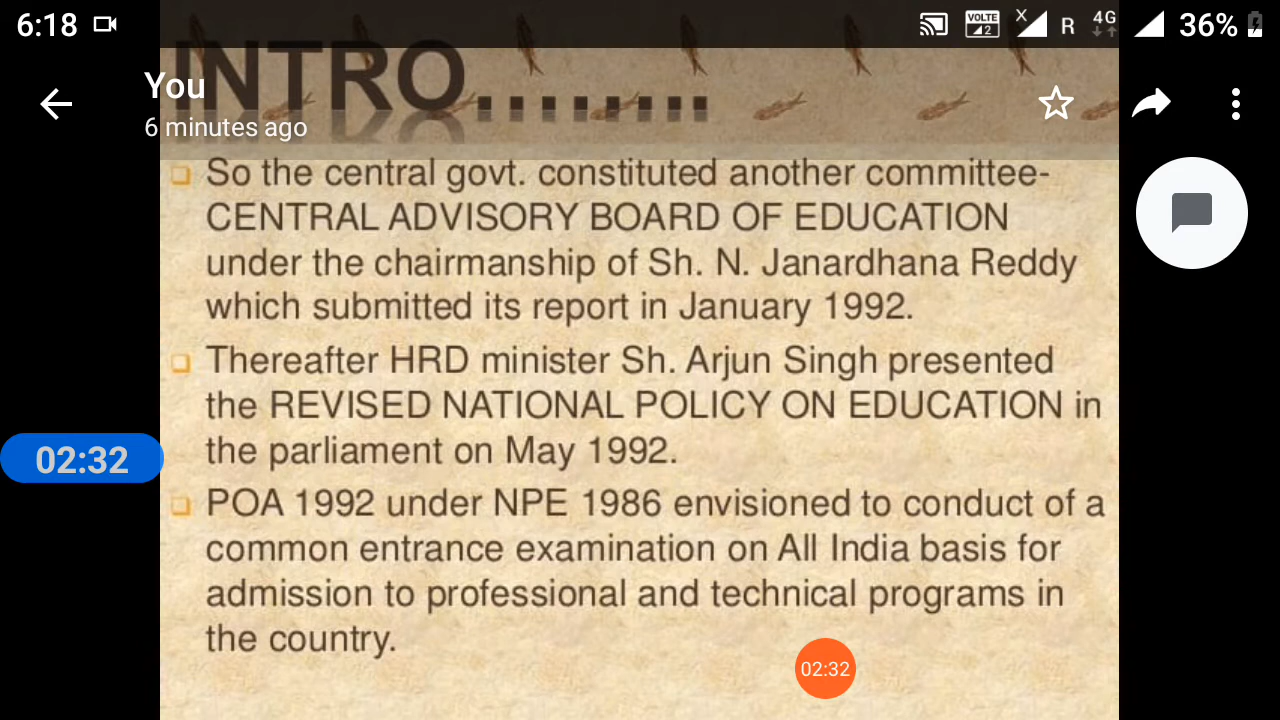 6:18
VOLTE
2
X
R
4G
36%
INTRO........
You
6 minutes ago
So the central govt. constituted another committee-
CENTRAL ADVISORY BOARD OF EDUCATION
under the chairmanship of Sh. N. Janardhana Reddy
which submitted its report in January 1992.
Thereafter HRD minister Sh. Arjun Singh presented
the REVISED NATIONAL POLICY ON EDUCATION in
the parliament on May 1992.
02:32
POA 1992 under NPE 1986 envisioned to conduct of a
common entrance examination on All India basis for
admission to professional and technical programs in
the country.
02:32